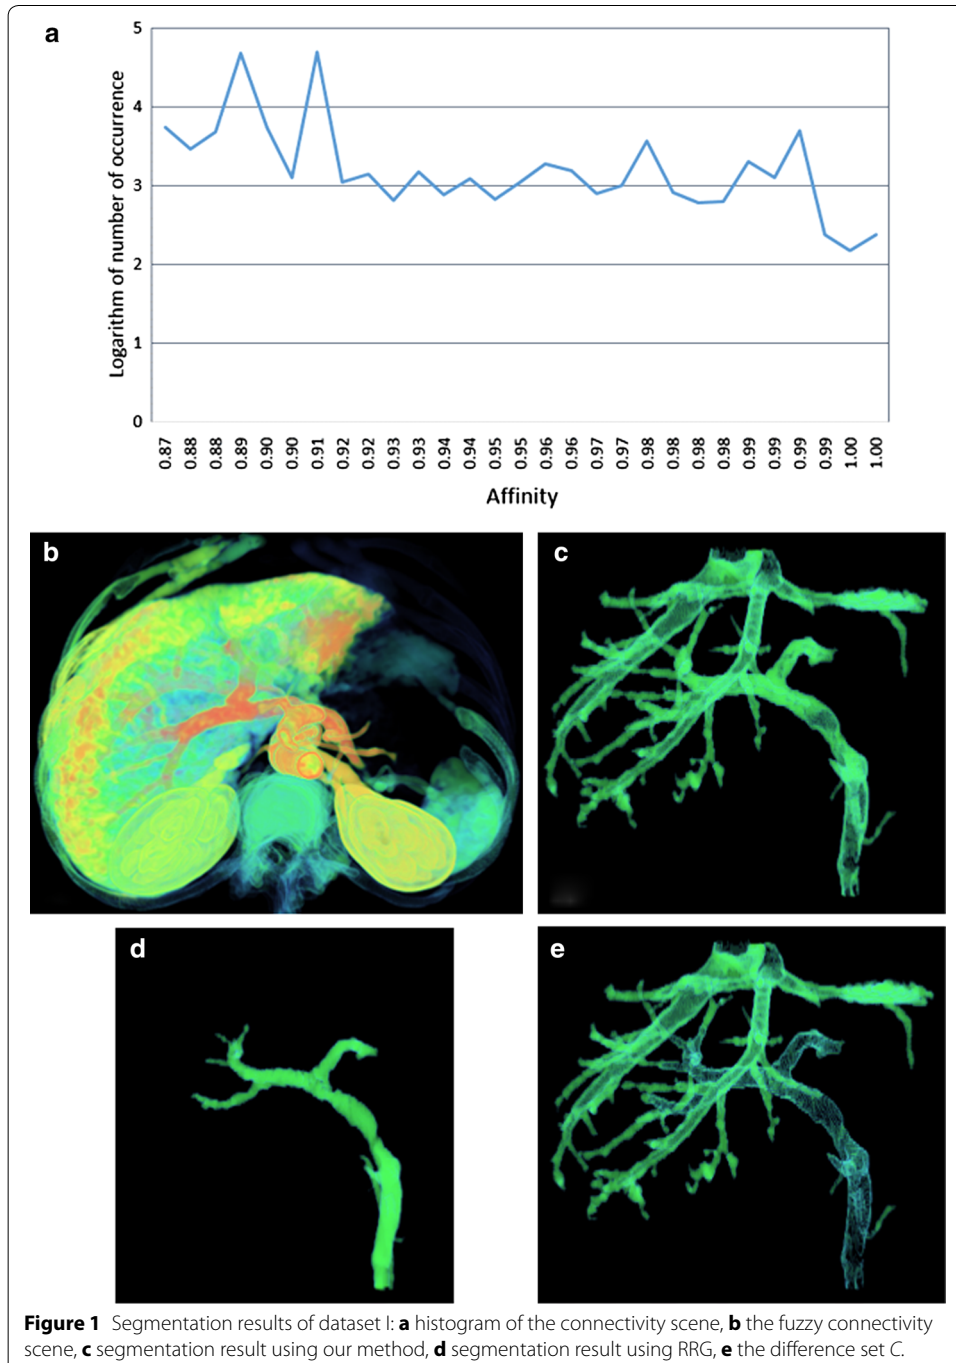 a
5
4
3
2
1
0
Logarithm of number of occurrence
0.87 0.88 0.88 0.89 0.90 0.90 0.91 0.92 0.92 0.93 0.93 0.94 0.94 0.95 0.95 0.96 0.96 0.97 0.97 0.98 0.98 0.98 0.98 0.99 0.99 0.99 0.99 1.00 1.00
Affinity
b
c
d
e
Figure 1 Segmentation results of dataset I: a histogram of the connectivity scene, b the fuzzy connectivity
scene, c segmentation result using our method, d segmentation result using RRG, e the difference set C.